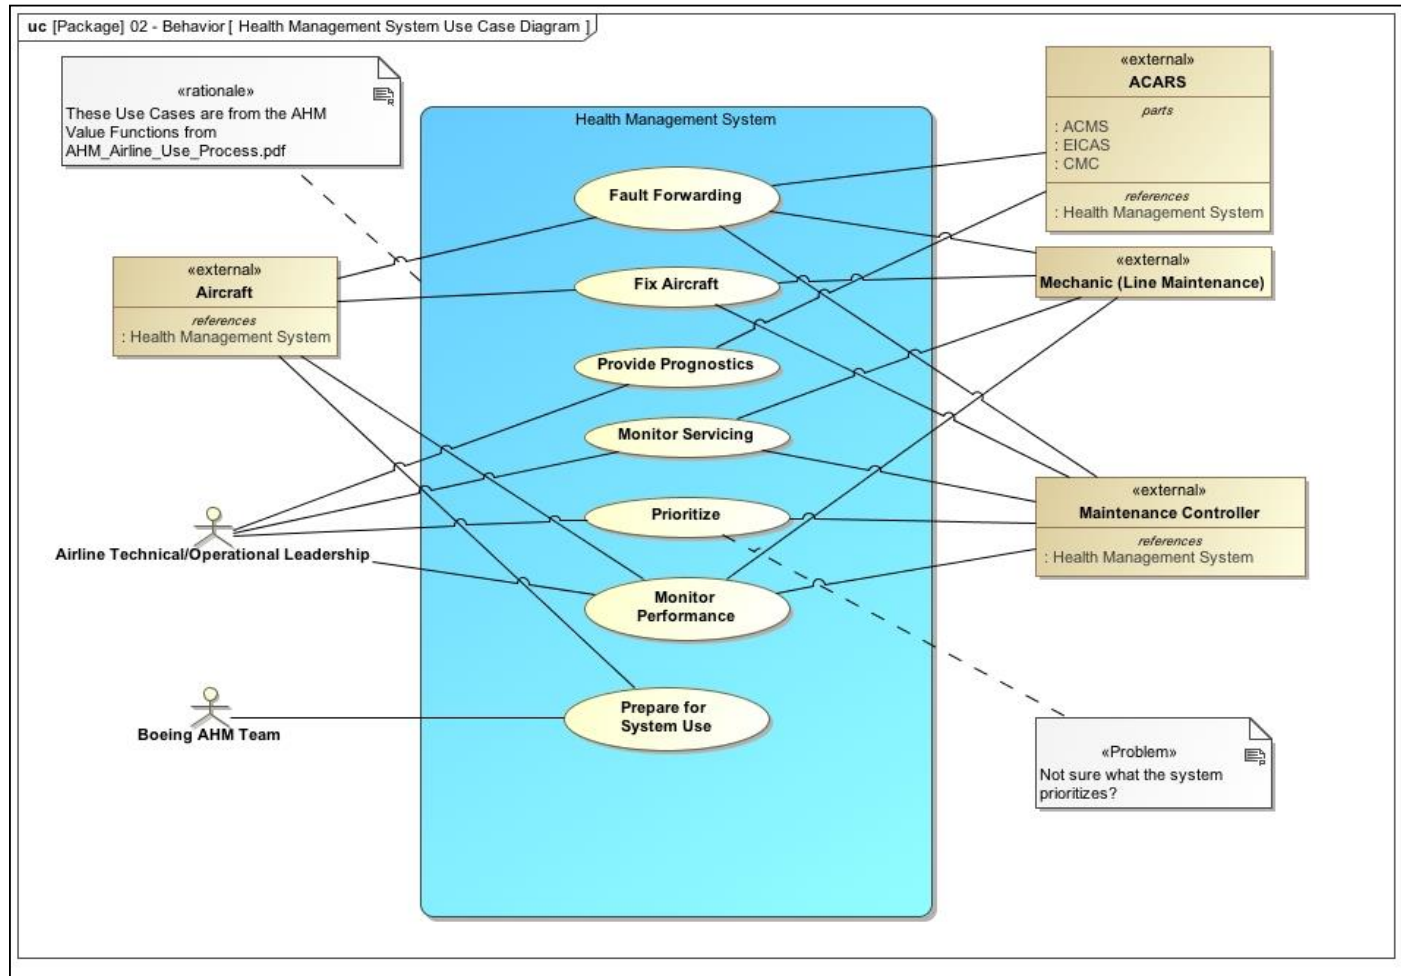 uc [Package] 02 - Behavior [ Health Management System Use Case Diagram ]
«rationale»
These Use Cases are from the AHM
Value Functions from
AHM_Airline_Use_Process.pdf
Health Management System
«external»
ACARS
parts
: ACMS
: EICAS
: CMC
references
: Health Management System
Fault Forwarding
«external»
Mechanic (Line Maintenance)
«external»
Aircraft
references
: Health Management System
Fix Aircraft
Provide Prognostics
Monitor Servicing
Prioritize
«external»
Maintenance Controller
references
: Health Management System
Airline Technical/Operational Leadership
Monitor
Performance
Prepare for
System Use
Boeing AHM Team
«Problem»
Not sure what the system
prioritizes?